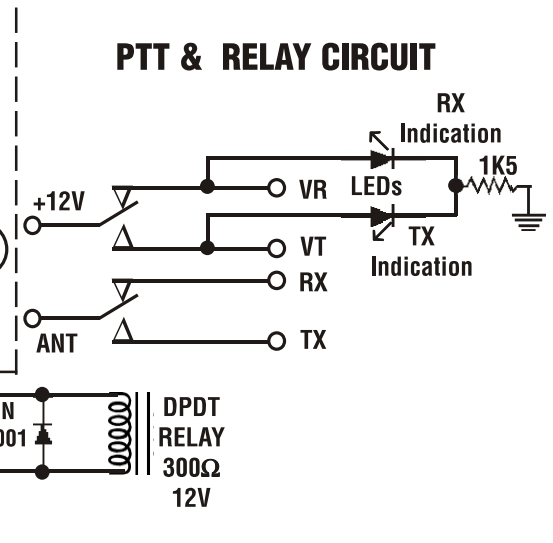 PTT & RELAY CIRCUIT
RX
Indication
1K5
LEDs
+12V
VR
TX
Indication
VT
RX
ANT
TX
N
001
DPDT
RELAY
300Ω
12V